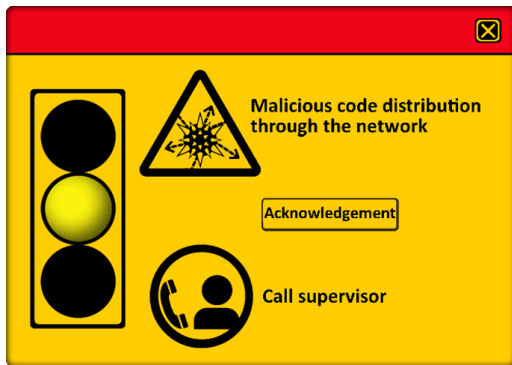 Malicious code distribution
through the network
Acknowledgement
Call supervisor